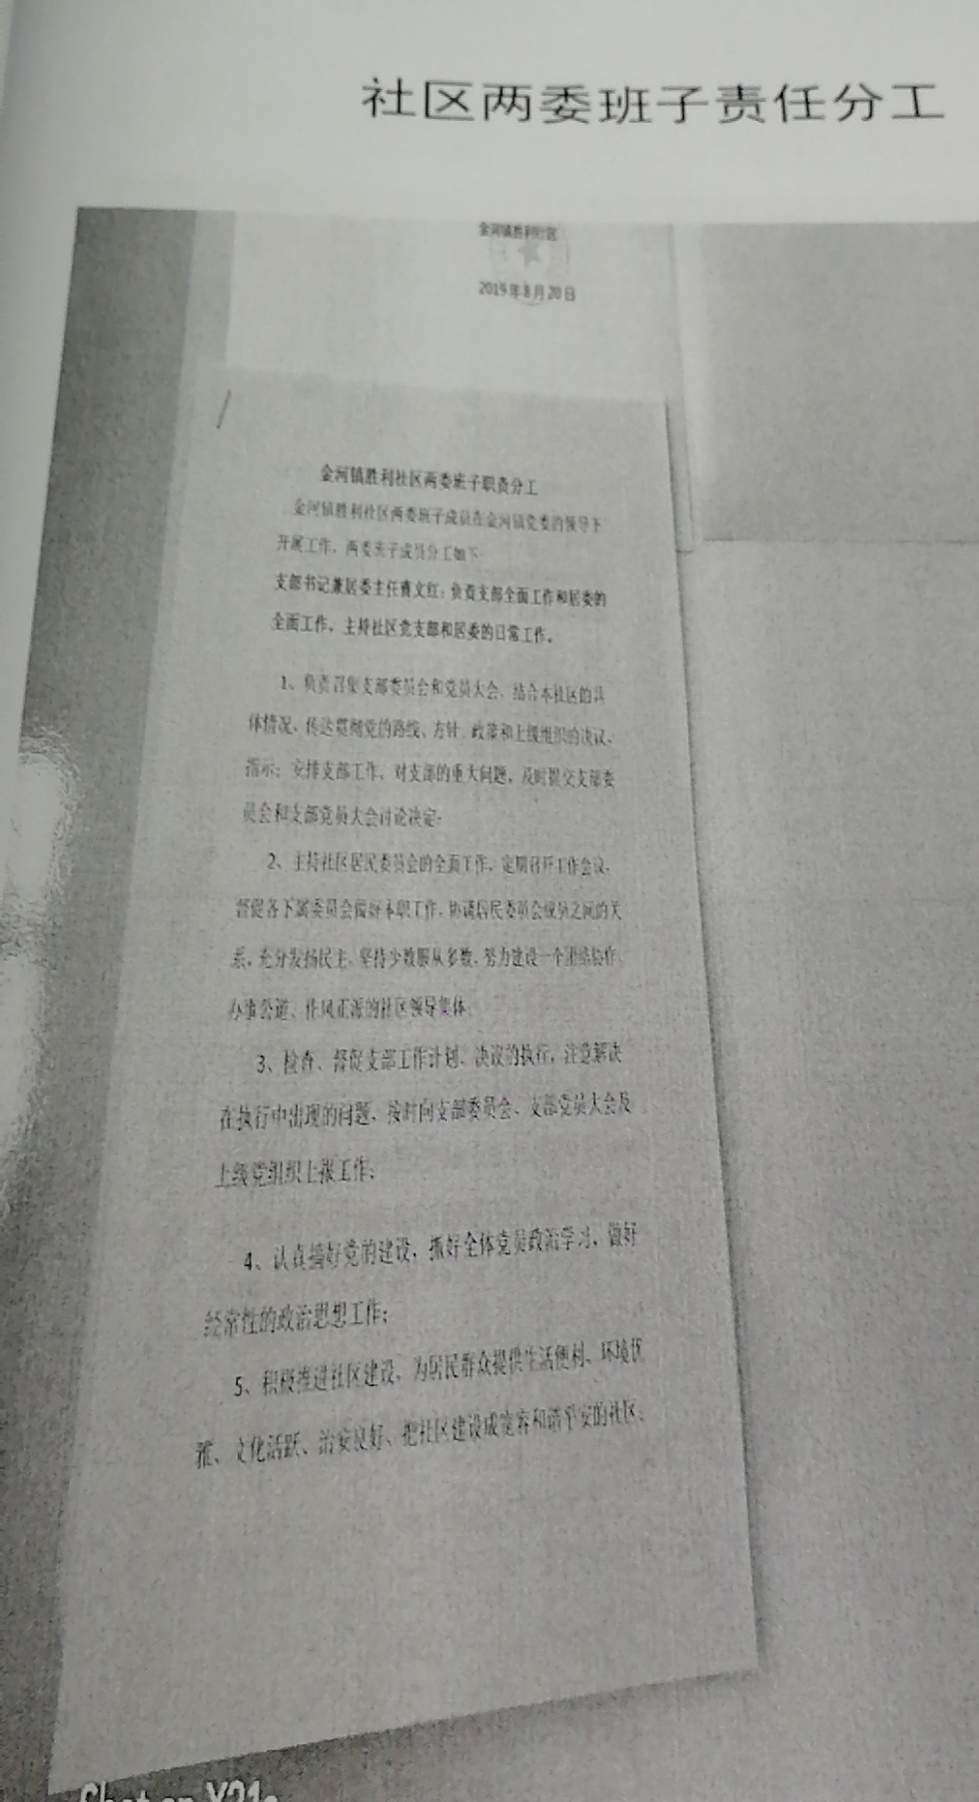 社区两委班子责任分工
金河镇胜利社区
2019年8月20日
金河镇胜利社区两委班子职责分工
金河镇胜利社区两委班子成员在金河镇党委的领导下
开展工作，两委班子成员分工如下
支部书记兼居委主任曹文红：负责支部全面工作和居委的
全面工作，主持社区党支部和居委的日常工作。
1、负责召集支部委员会和党员大会，结合本社区的具
体情况，传达贯彻党的路线、方针、政策和上级组织的决议、
指示；安排支部工作，对支部的重大问题，及时提交支部委
员会和支部党员大会讨论决定；
2、主持社区居民委员会的全面工作，定期召开工作会议，
督促各下属委员会做好本职工作，协调居民委员会成员之间的关
系，充分发扬民主，坚持少数服从多数，努力建设一个团结协作
办事公道、作风正派的社区领导集体
3、检查、督促支部工作计划、决议的执行，注意解决
在执行中出现的问题，按时向支部委员会、支部党员大会及
上级党组织上报工作；
4、认真搞好党的建设，抓好全体党员政治学习，做好
经常性的政治思想工作；
5、积极推进社区建设，为居民群众提供生活便利、环境优
雅、文化活跃、治安良好、把社区建设成宽容和谐平安的社区；
Shot on Y21s